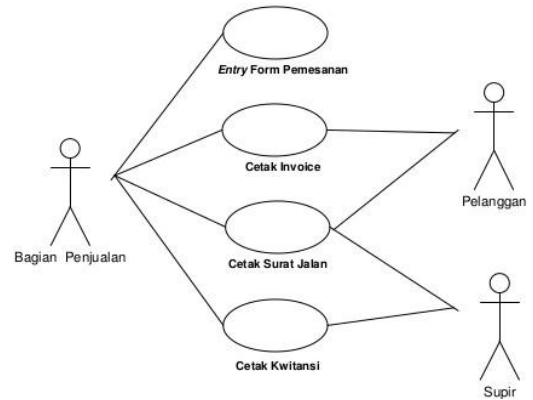 Entry Form Pemesanan
Cetak Invoice
Pelanggan
Bagian Penjualan
Cetak Surat Jalan
Cetak Kwitansi
Supir